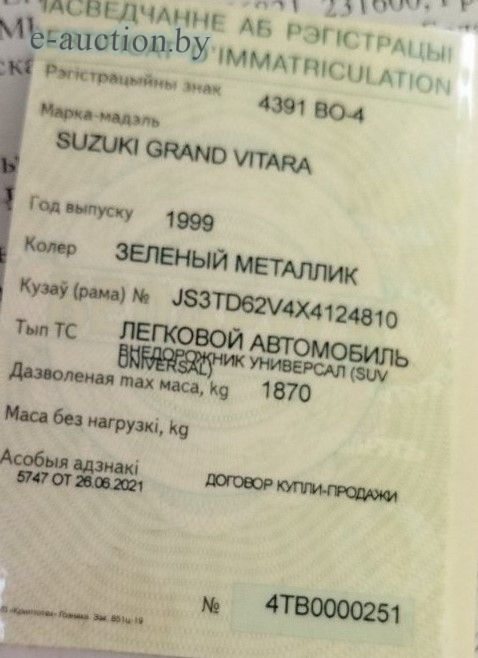 ПАСВЕДЧАННЕ АБ РЭГІСТРАЦЫІ
e-auction.by
D'IMMATRICULATION
Рэгістрацыйны знак
4391 BO-4
Марка-мадэль
SUZUKI GRAND VITARA
Год выпуску 1999
Колер ЗЕЛЕНЫЙ МЕТАЛЛИК
Кузаў (рама) № JS3TD62V4X4124810
Тып ТС ЛЕГКОВОЙ АВТОМОБИЛЬ
ВНЕДОРОЖНИК УНИВЕРСАЛ (SUV
UNIVERSAL)
Дазволеная max маса, kg 1870
Маса без нагрузкі, kg
Асобыя адзнакі
5747 ОТ 26.06.2021 ДОГОВОР КУПЛИ-ПРОДАЖИ
№ 4TB0000251